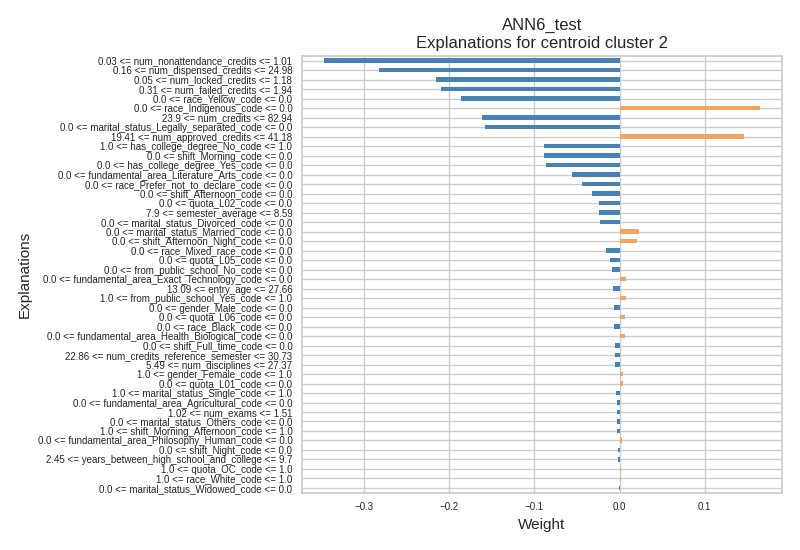 ANN6_test
Explanations for centroid cluster 2
0.03 <= num_nonattendance_credits <= 1.01
0.16 <= num_dispensed_credits <= 24.98
0.05 <= num_locked_credits <= 1.18
0.31 <= num_failed_credits <= 1.94
0.0 <= race_Yellow_code <= 0.0
0.0 <= race_Indigenous_code <= 0.0
23.9 <= num_credits <= 82.94
0.0 <= marital_status_Legally_separated_code <= 0.0
19.41 <= num_approved_credits <= 41.18
1.0 <= has_college_degree_No_code <= 1.0
0.0 <= shift_Morning_code <= 0.0
0.0 <= has_college_degree_Yes_code <= 0.0
0.0 <= fundamental_area_Literature_Arts_code <= 0.0
0.0 <= race_Prefer_not_to_declare_code <= 0.0
0.0 <= shift_Afternoon_code <= 0.0
0.0 <= quota_L02_code <= 0.0
7.9 <= semester_average <= 8.59
0.0 <= marital_status_Divorced_code <= 0.0
0.0 <= marital_status_Married_code <= 0.0
0.0 <= shift_Afternoon_Night_code <= 0.0
0.0 <= race_Mixed_race_code <= 0.0
0.0 <= quota_L05_code <= 0.0
0.0 <= from_public_school_No_code <= 0.0
0.0 <= fundamental_area_Exact_Technology_code <= 0.0
13.09 <= entry_age <= 27.66
1.0 <= from_public_school_Yes_code <= 1.0
0.0 <= gender_Male_code <= 0.0
0.0 <= quota_L06_code <= 0.0
0.0 <= race_Black_code <= 0.0
0.0 <= fundamental_area_Health_Biological_code <= 0.0
0.0 <= shift_Full_time_code <= 0.0
22.86 <= num_credits_reference_semester <= 30.73
5.49 <= num_disciplines <= 27.37
1.0 <= gender_Female_code <= 1.0
0.0 <= quota_L01_code <= 0.0
1.0 <= marital_status_Single_code <= 1.0
0.0 <= fundamental_area_Agricultural_code <= 0.0
1.02 <= num_exams <= 1.51
0.0 <= marital_status_Others_code <= 0.0
1.0 <= shift_Morning_Afternoon_code <= 1.0
0.0 <= fundamental_area_Philosophy_Human_code <= 0.0
0.0 <= shift_Night_code <= 0.0
2.45 <= years_between_high_school_and_college <= 9.7
1.0 <= quota_OC_code <= 1.0
1.0 <= race_White_code <= 1.0
0.0 <= marital_status_Widowed_code <= 0.0
Explanations
−0.3 −0.2 −0.1 0.0 0.1
Weight